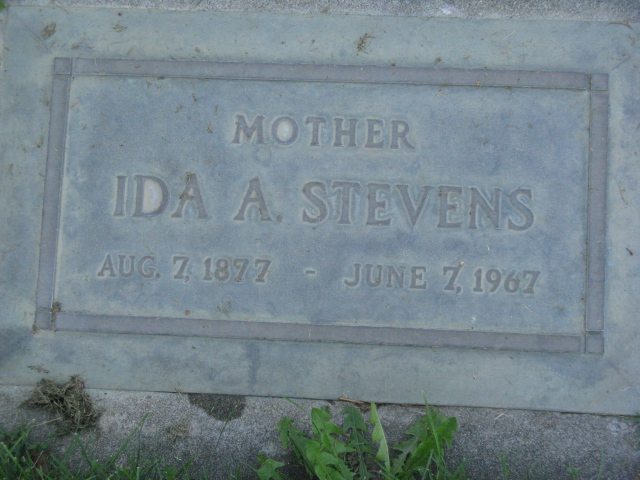 MOTHER
IDA A. STEVENS
AUG. 7, 1877 - JUNE 7, 1967